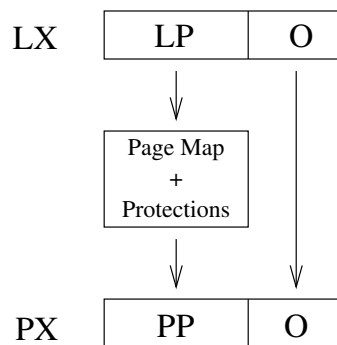 LX LP O
Page Map
+
Protections
PX PP O